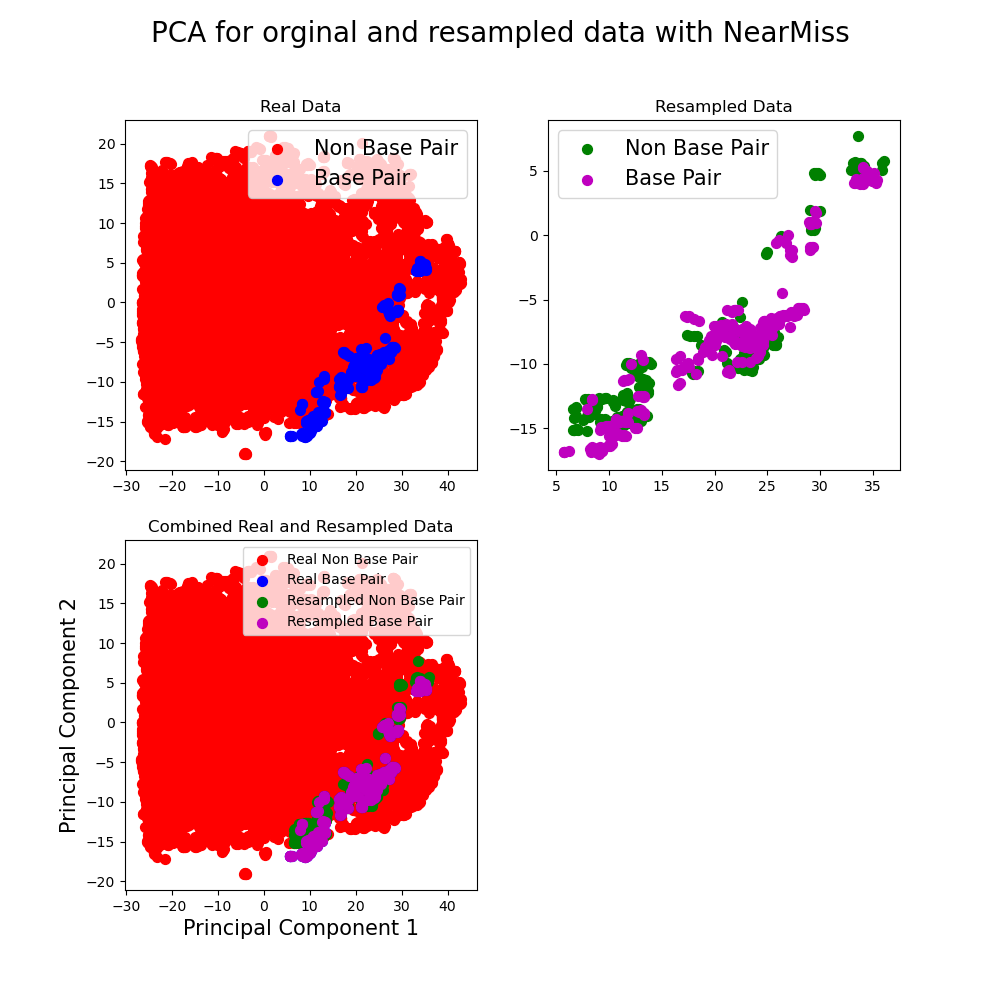 PCA for orginal and resampled data with NearMiss
Real Data
Non Base Pair
Base Pair
20
15
10
5
0
−5
−10
−15
−20
−30 −20 −10 0 10 20 30 40
Resampled Data
Non Base Pair
Base Pair
5
0
−5
−10
−15
5 10 15 20 25 30 35
Combined Real and Resampled Data
Real Non Base Pair
Real Base Pair
Resampled Non Base Pair
Resampled Base Pair
Principal Component 2
20
15
10
5
0
−5
−10
−15
−20
−30 −20 −10 0 10 20 30 40
Principal Component 1